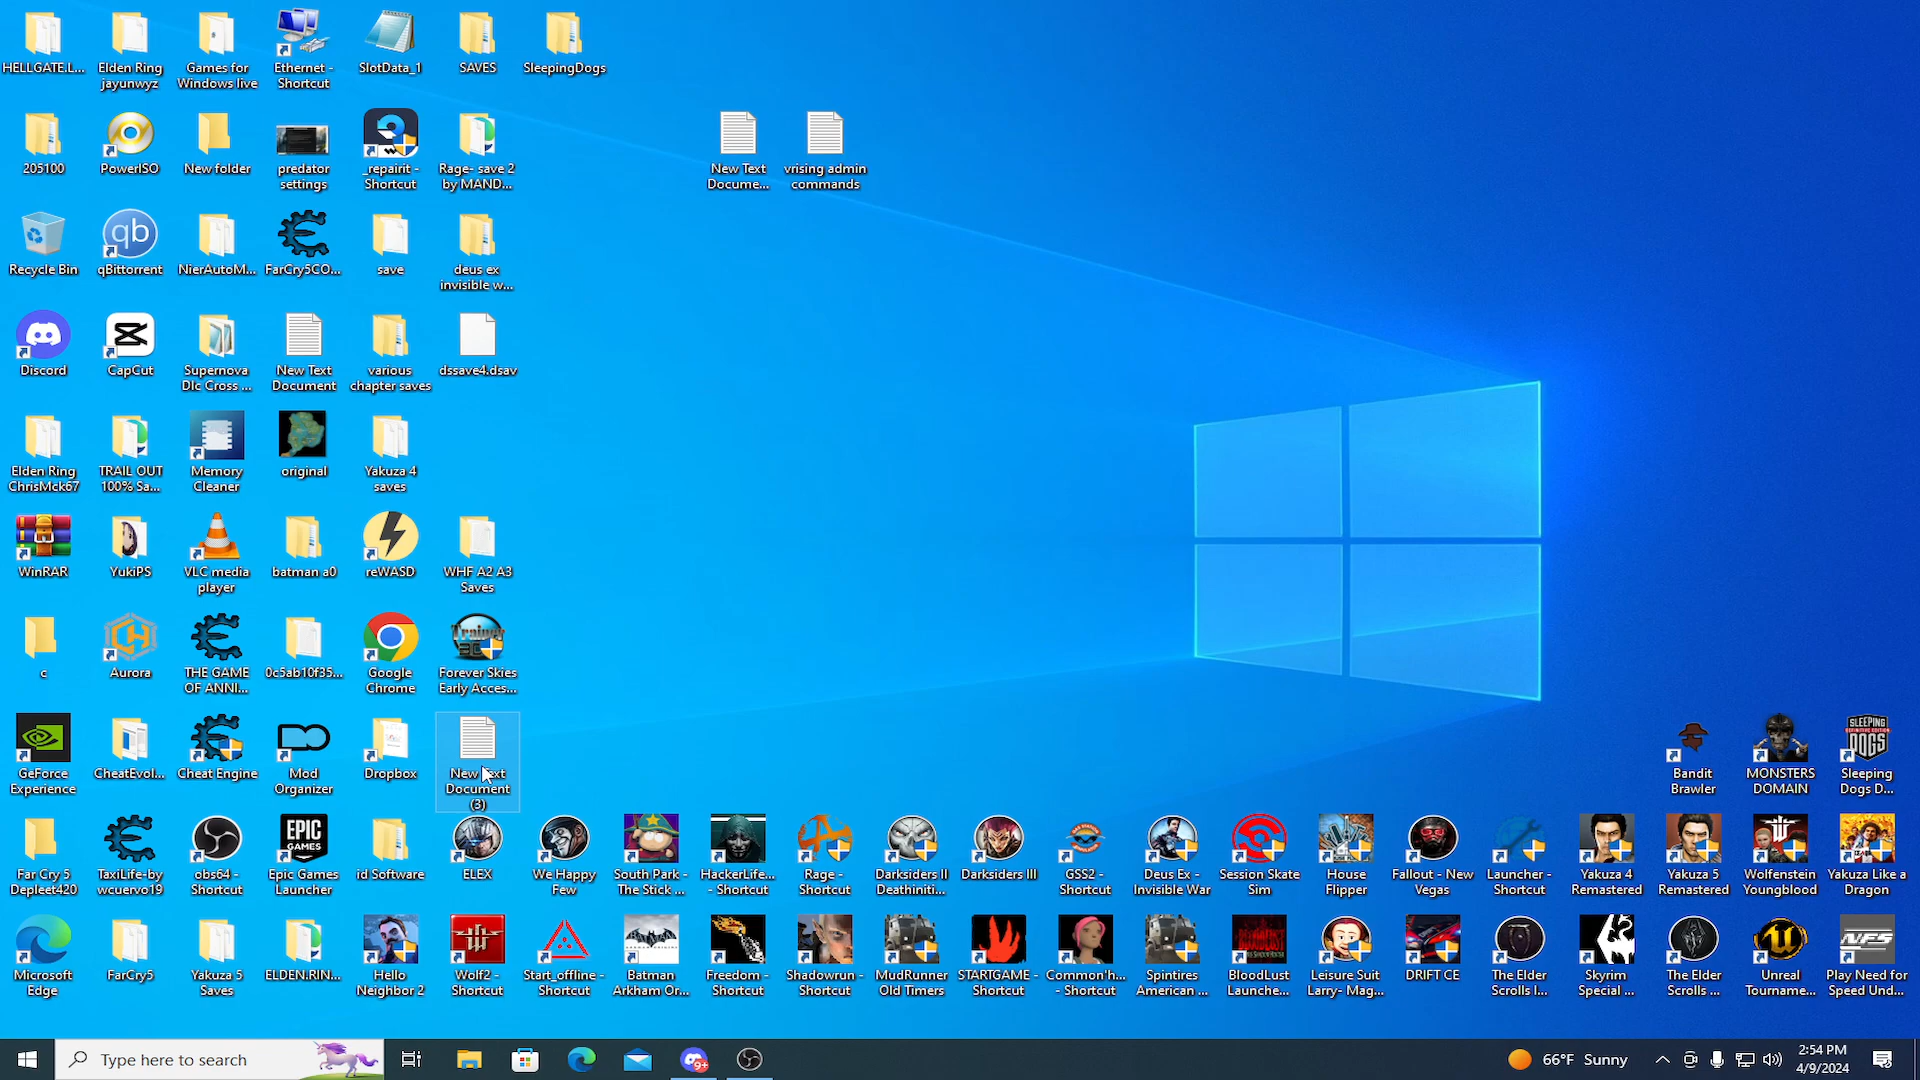 HELLGATE.L...
Elden Ring
jayunwyz
Games for
Windows live
Ethernet -
Shortcut
SlotData_1
SAVES
SleepingDogs
205100
PowerISO
New folder
predator
settings
_repairit -
Shortcut
Rage- save 2
by MAND...
New Text
Docume...
vrising admin
commands
Recycle Bin
qb
qBittorrent
NierAutoM...
FarCry5CO...
save
deus ex
invisible w...
Discord
CapCut
Supernova
Dlc Cross ...
New Text
Document
various
chapter saves
dssave4.dsav
Elden Ring
ChrisMck67
TRAIL OUT
100% Sa...
Memory
Cleaner
original
Yakuza 4
saves
WinRAR
YukiPS
VLC media
player
batman a0
reWASD
WHF A2 A3
Saves
c
Aurora
THE GAME
OF ANNI...
0c5ab10f35...
Google
Chrome
Forever Skies
Early Acces...
GeForce
Experience
CheatEvol...
Cheat Engine
Mod
Organizer
Dropbox
New Text
Document
(3)
Bandit
Brawler
MONSTERS
DOMAIN
SLEEPING
DOGS
Sleeping
Dogs D...
Far Cry 5
Depleet420
TaxiLife-by
wcuervo19
obs64 -
Shortcut
EPIC
GAMES
Epic Games
Launcher
id Software
ELEX
We Happy
Few
South Park -
The Stick ...
HackerLife...
- Shortcut
Rage -
Shortcut
Darksiders II
Deathiniti...
Darksiders III
GSS2 -
Shortcut
Deus Ex -
Invisible War
Session Skate
Sim
House
Flipper
Fallout - New
Vegas
Launcher -
Shortcut
Yakuza 4
Remastered
Yakuza 5
Remastered
Wolfenstein
Youngblood
Yakuza Like a
Dragon
Microsoft
Edge
FarCry5
Yakuza 5
Saves
ELDEN.RIN...
Hello
Neighbor 2
Wolf2 -
Shortcut
Start_offline -
Shortcut
Batman
Arkham Or...
Freedom -
Shortcut
Shadowrun -
Shortcut
MudRunner
Old Timers
STARTGAME -
Shortcut
Common'h...
- Shortcut
Spintires
American ...
BloodLust
Launche...
Leisure Suit
Larry- Mag...
DRIFT CE
The Elder
Scrolls I...
Skyrim
Special ...
The Elder
Scrolls ...
Unreal
Tourname...
NFS
Play Need for
Speed Und...
Type here to search
9+
66°F Sunny
2:54 PM
4/9/2024